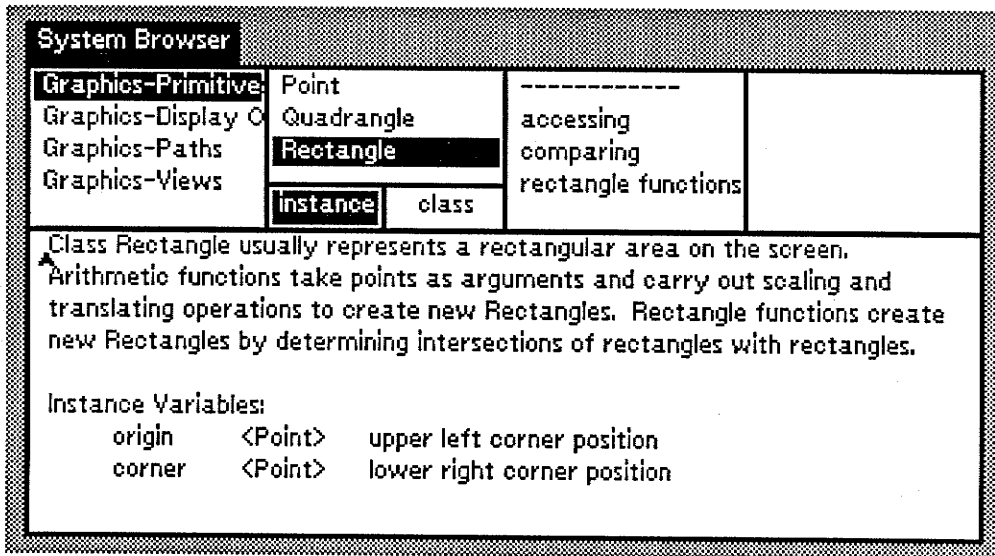 System Browser
Graphics-Primitive
Graphics-Display O
Graphics-Paths
Graphics-Views
Point
Quadrangle
Rectangle
instance class
------------
accessing
comparing
rectangle functions
Class Rectangle usually represents a rectangular area on the screen.
Arithmetic functions take points as arguments and carry out scaling and
translating operations to create new Rectangles. Rectangle functions create
new Rectangles by determining intersections of rectangles with rectangles.
Instance Variables:
origin <Point> upper left corner position
corner <Point> lower right corner position